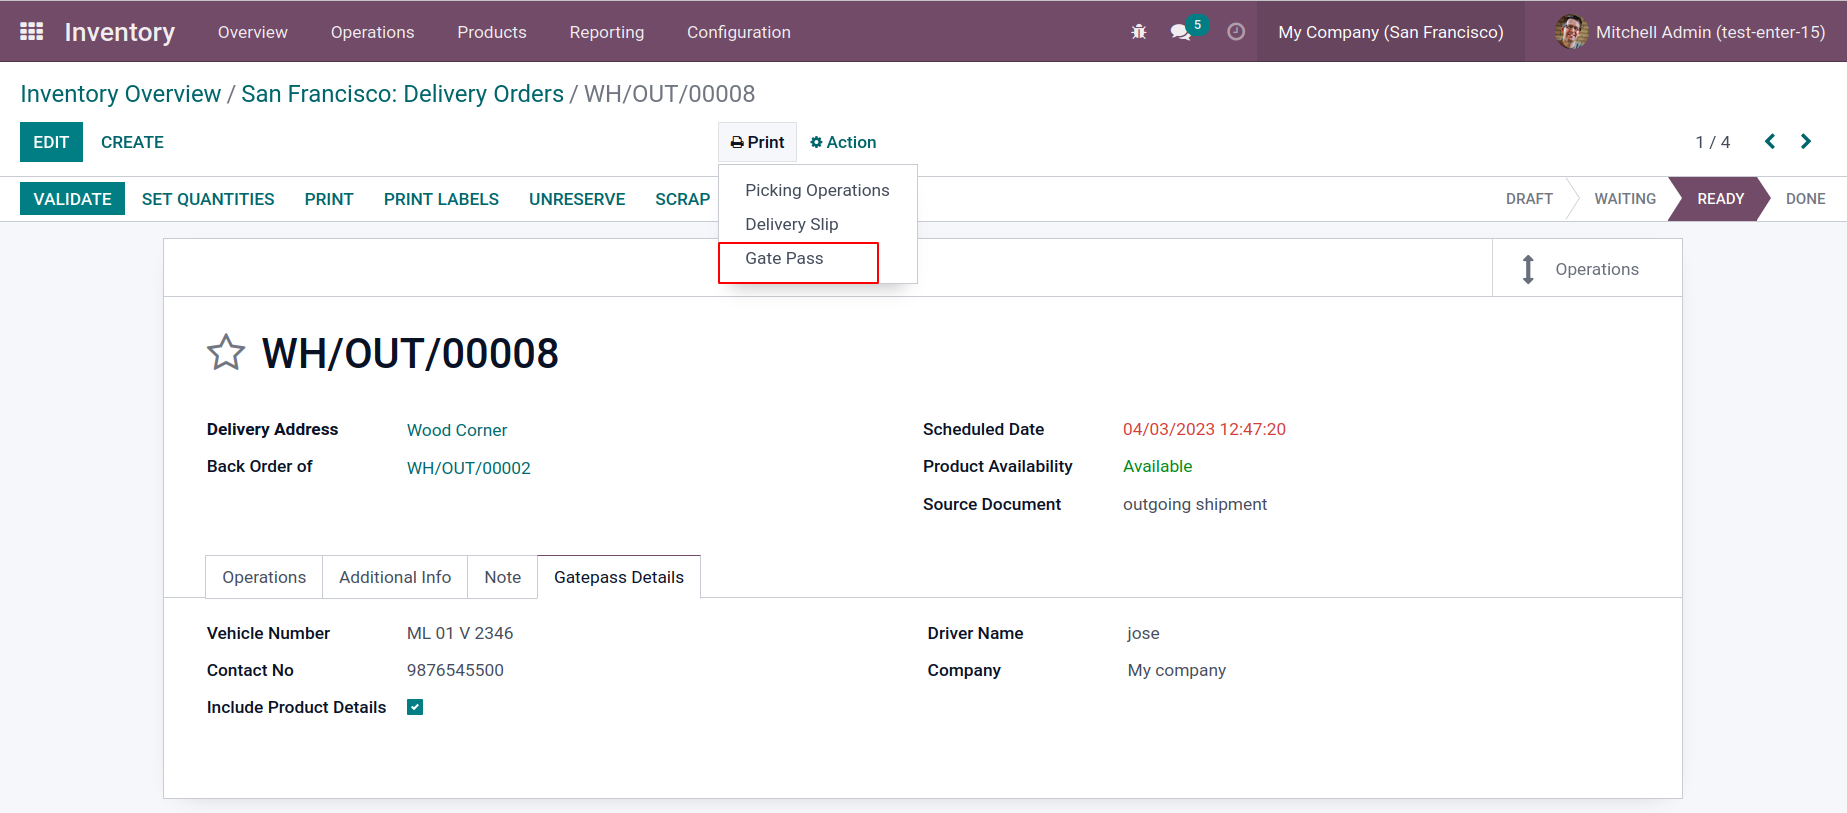 Inventory Overview Operations Products Reporting Configuration 5 My Company (San Francisco) Mitchell Admin (test-enter-15)
Inventory Overview / San Francisco: Delivery Orders / WH/OUT/00008
EDIT CREATE Print Action 1 / 4
VALIDATE SET QUANTITIES PRINT PRINT LABELS UNRESERVE SCRAP DRAFT WAITING READY DONE
Picking Operations
Delivery Slip
Gate Pass
Operations
WH/OUT/00008
Delivery Address Wood Corner Scheduled Date 04/03/2023 12:47:20
Back Order of WH/OUT/00002 Product Availability Available
Source Document outgoing shipment
Operations Additional Info Note Gatepass Details
Vehicle Number ML 01 V 2346 Driver Name jose
Contact No 9876545500 Company My company
Include Product Details